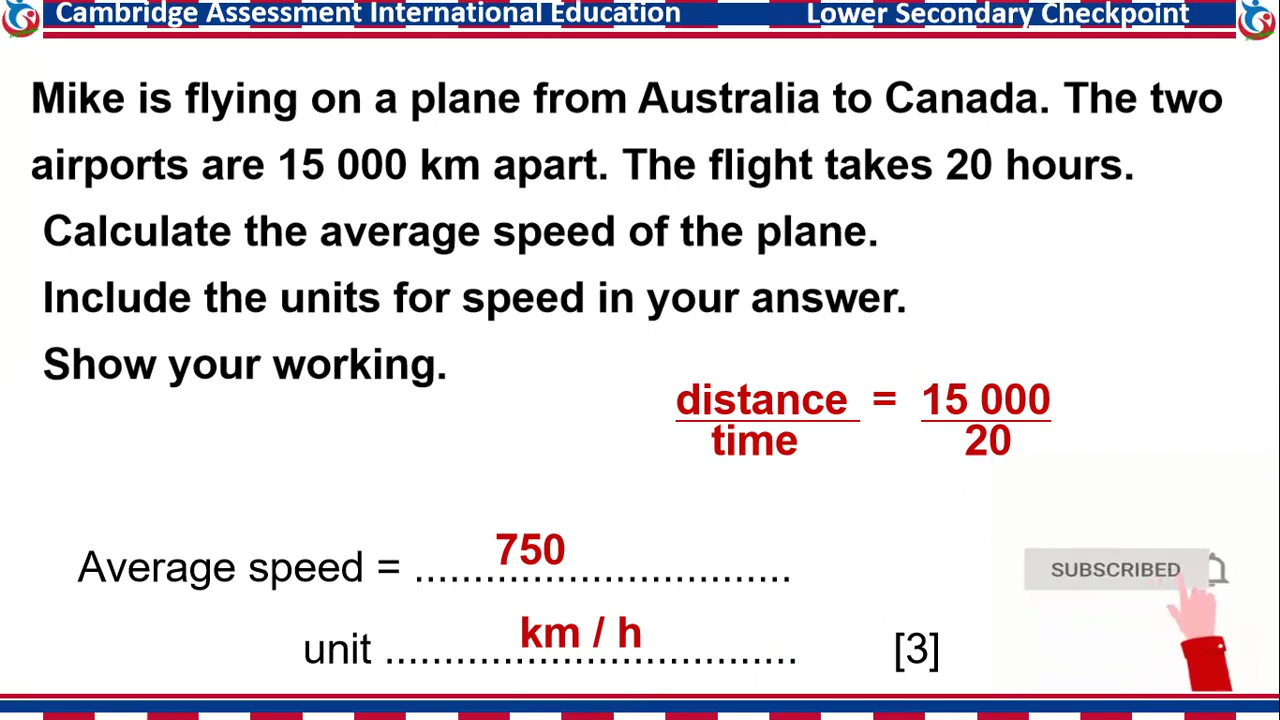 Cambridge Assessment International Education Lower Secondary Checkpoint
Mike is flying on a plane from Australia to Canada. The two
airports are 15 000 km apart. The flight takes 20 hours.
Calculate the average speed of the plane.
Include the units for speed in your answer.
Show your working.
distance = 15 000
time 20
Average speed = ................................ 750
unit ................................... km / h [3]
SUBSCRIBED